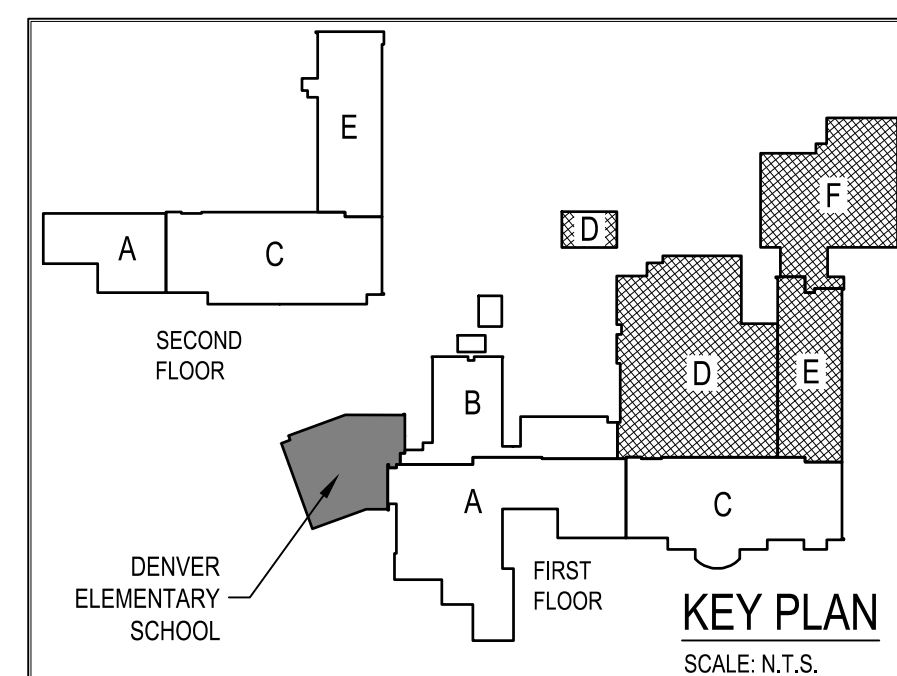 E
A
C
SECOND
FLOOR
F
D
D
E
B
A
C
DENVER
ELEMENTARY
SCHOOL
FIRST
FLOOR
KEY PLAN
SCALE: N.T.S.